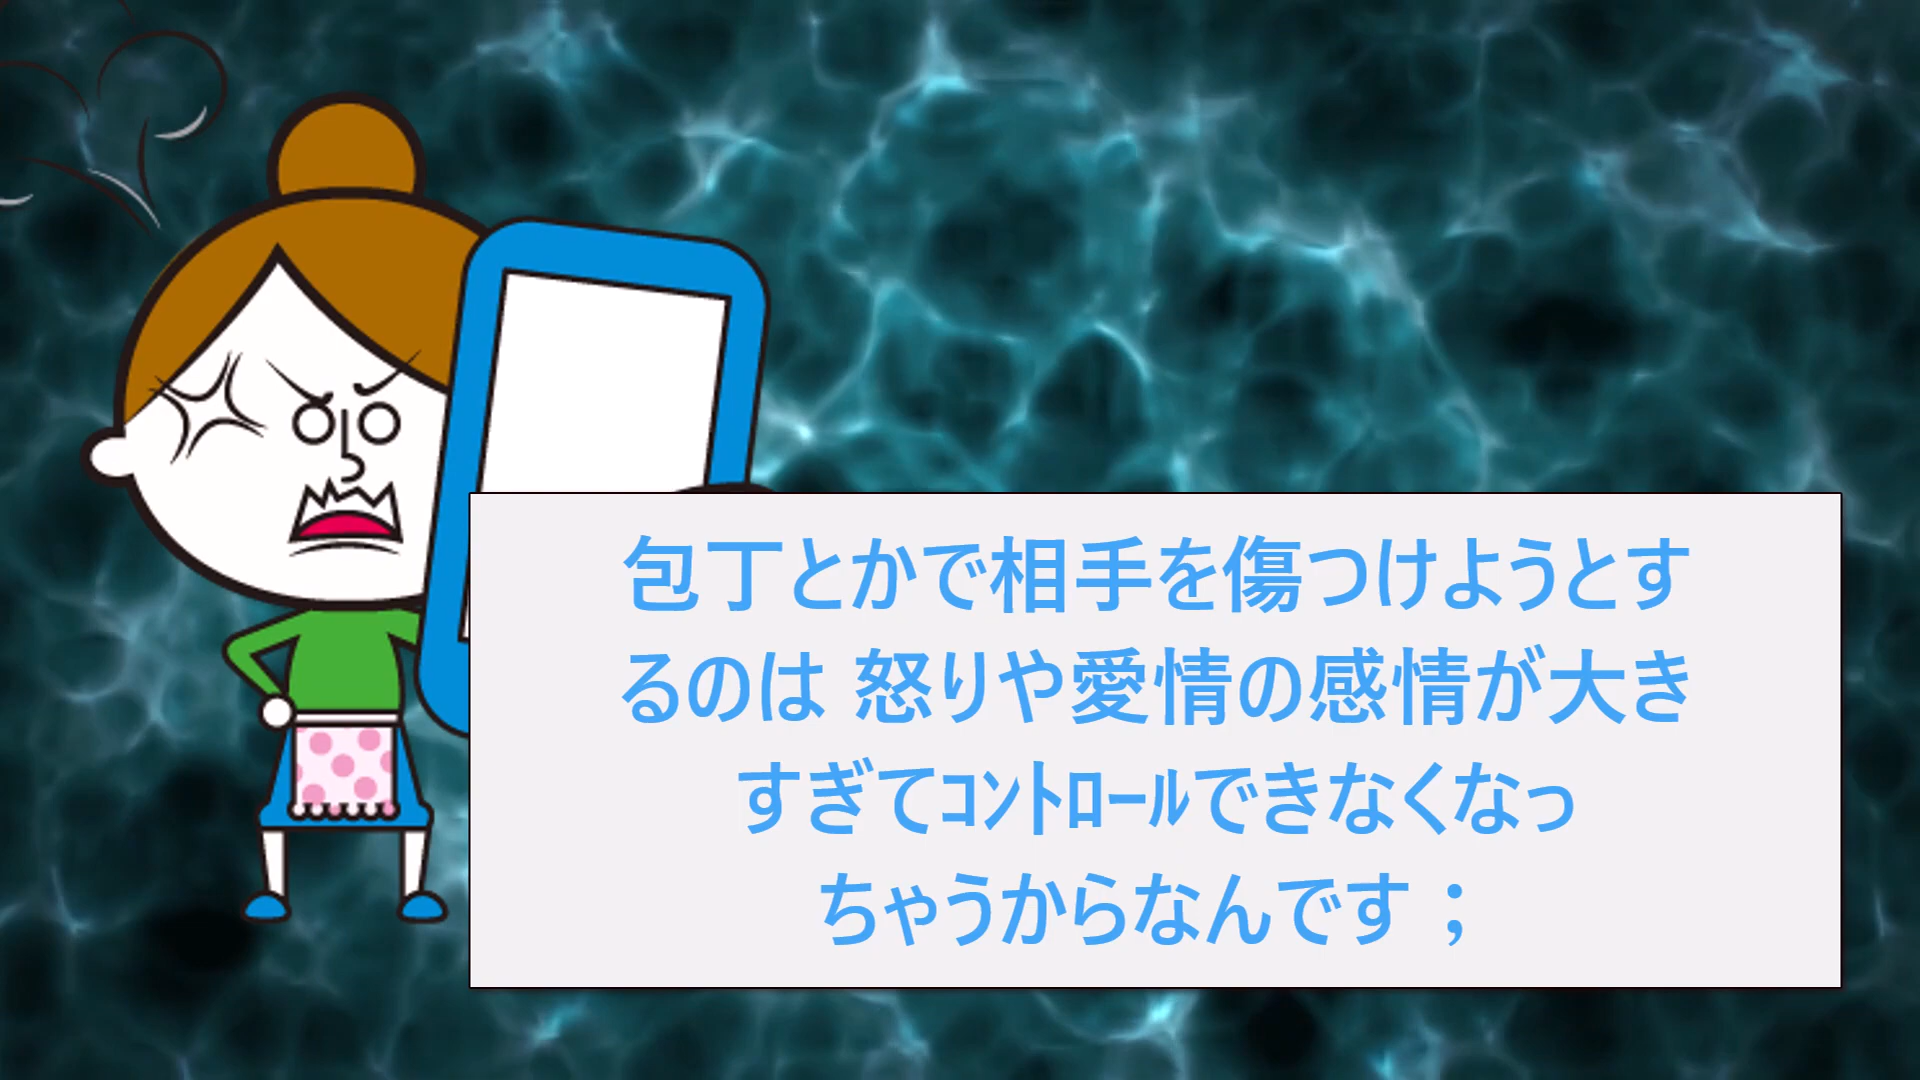 包丁とかで相手を傷つけようとす
るのは 怒りや愛情の感情が大き
すぎてｺﾝﾄﾛｰﾙできなくなっ
ちゃうからなんです；